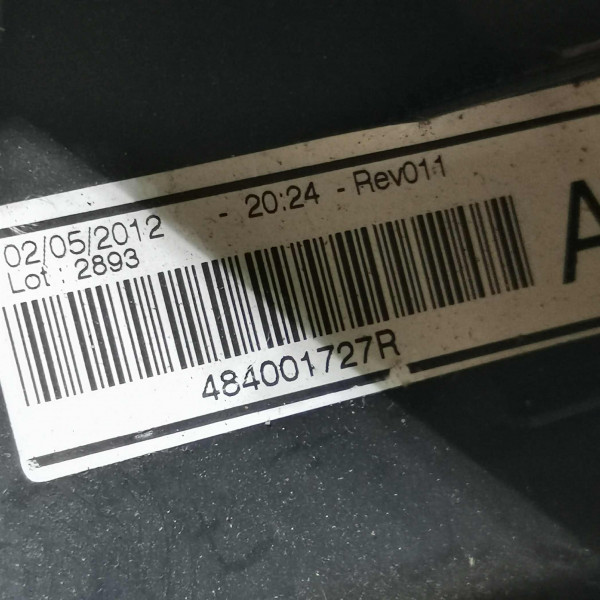 02/05/2012 - 20:24 - Rev011
Lot : 2893
484001727R
A